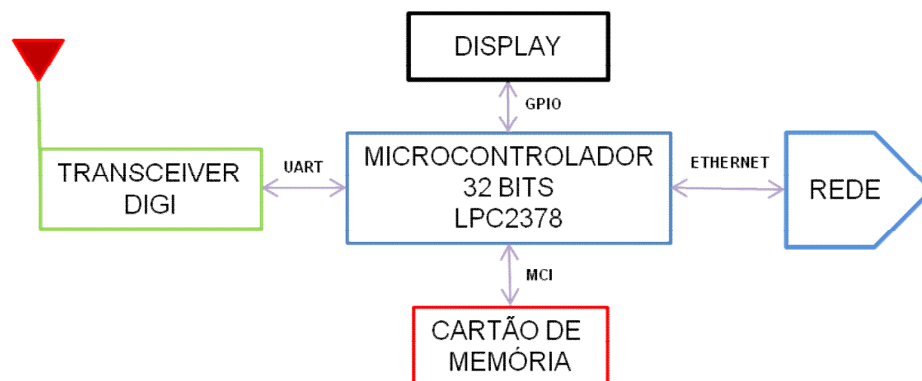 DISPLAY
GPIO
TRANSCEIVER
DIGI
UART
MICROCONTROLADOR
32 BITS
LPC2378
ETHERNET
REDE
MCI
CARTÃO DE
MEMÓRIA